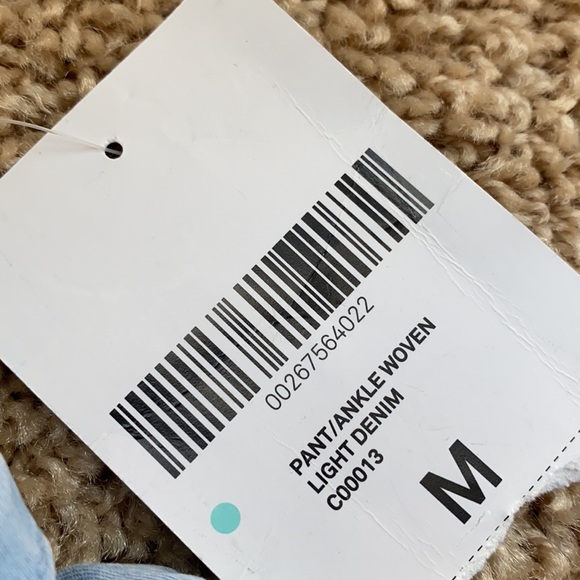 00267564022
PANT/ANKLE WOVEN
LIGHT DENIM
C00013
M